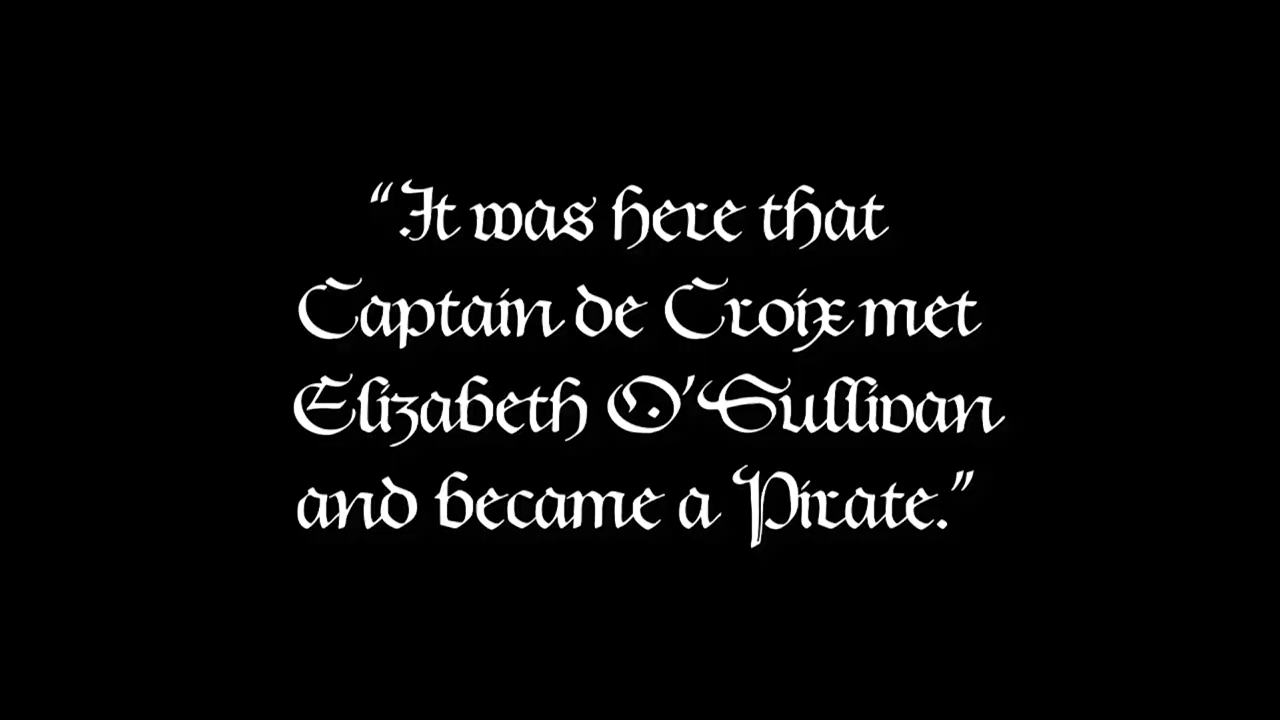 “It was here that
Captain de Croix met
Elizabeth O’Sullivan
and became a Pirate.”